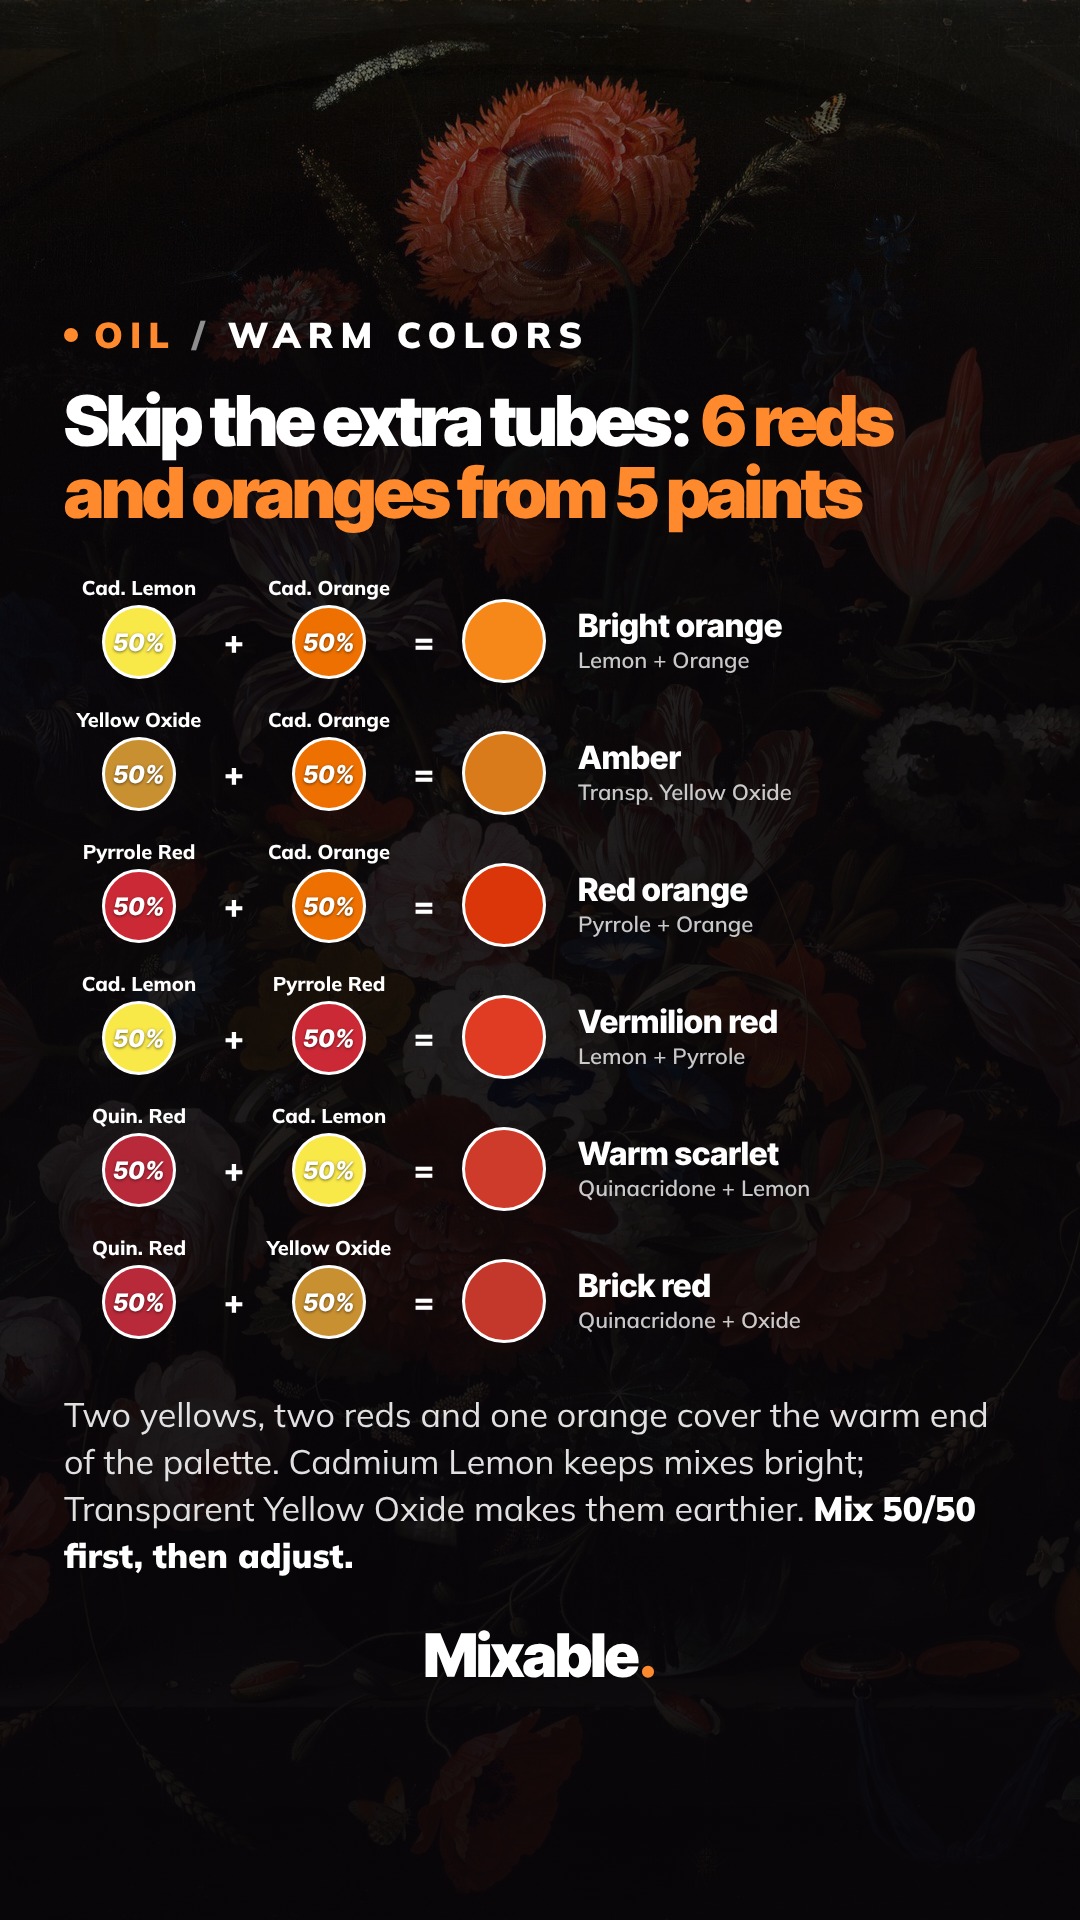 • OIL / WARM COLORS
Skip the extra tubes: 6 reds
and oranges from 5 paints
Cad. Lemon Cad. Orange
50% + 50% = Bright orange
Lemon + Orange
Yellow Oxide Cad. Orange
50% + 50% = Amber
Transp. Yellow Oxide
Pyrrole Red Cad. Orange
50% + 50% = Red orange
Pyrrole + Orange
Cad. Lemon Pyrrole Red
50% + 50% = Vermilion red
Lemon + Pyrrole
Quin. Red Cad. Lemon
50% + 50% = Warm scarlet
Quinacridone + Lemon
Quin. Red Yellow Oxide
50% + 50% = Brick red
Quinacridone + Oxide
Two yellows, two reds and one orange cover the warm end
of the palette. Cadmium Lemon keeps mixes bright;
Transparent Yellow Oxide makes them earthier. Mix 50/50
first, then adjust.
Mixable.